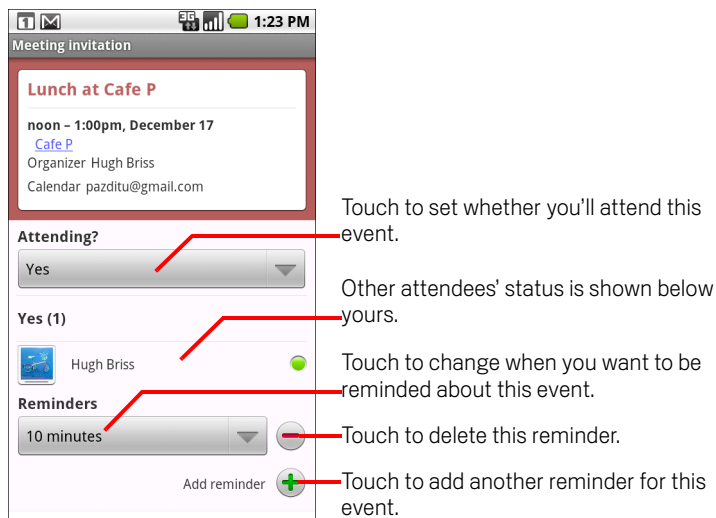 1 3G 1:23 PM
Meeting invitation
Lunch at Cafe P
noon – 1:00pm, December 17
Cafe P
Organizer Hugh Briss
Calendar pazditu@gmail.com
Attending?
Yes
Yes (1)
Hugh Briss
Reminders
10 minutes
Add reminder
Touch to set whether you’ll attend this
event.
Other attendees’ status is shown below
yours.
Touch to change when you want to be
reminded about this event.
Touch to delete this reminder.
Touch to add another reminder for this
event.